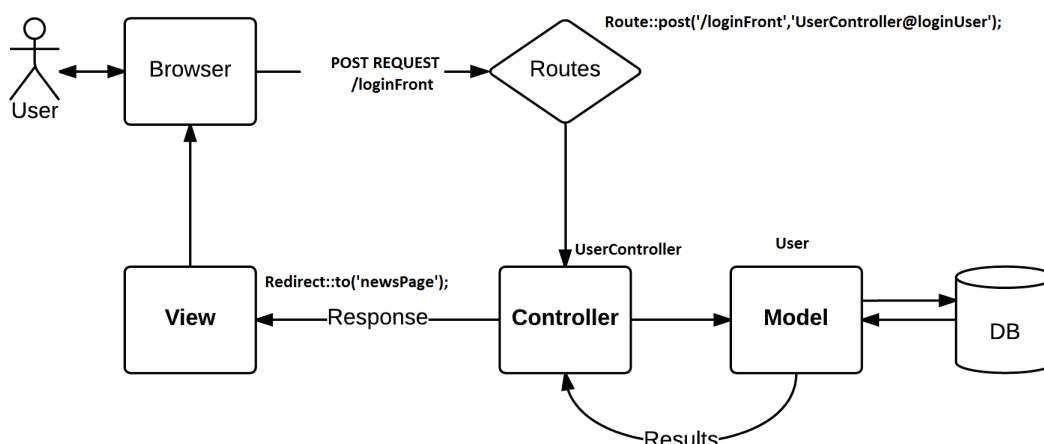 Route::post('/loginFront','UserController@loginUser');
User
Browser
POST REQUEST
/loginFront
Routes
UserController
User
View
Redirect::to('newsPage');
Response
Controller
Model
DB
Results